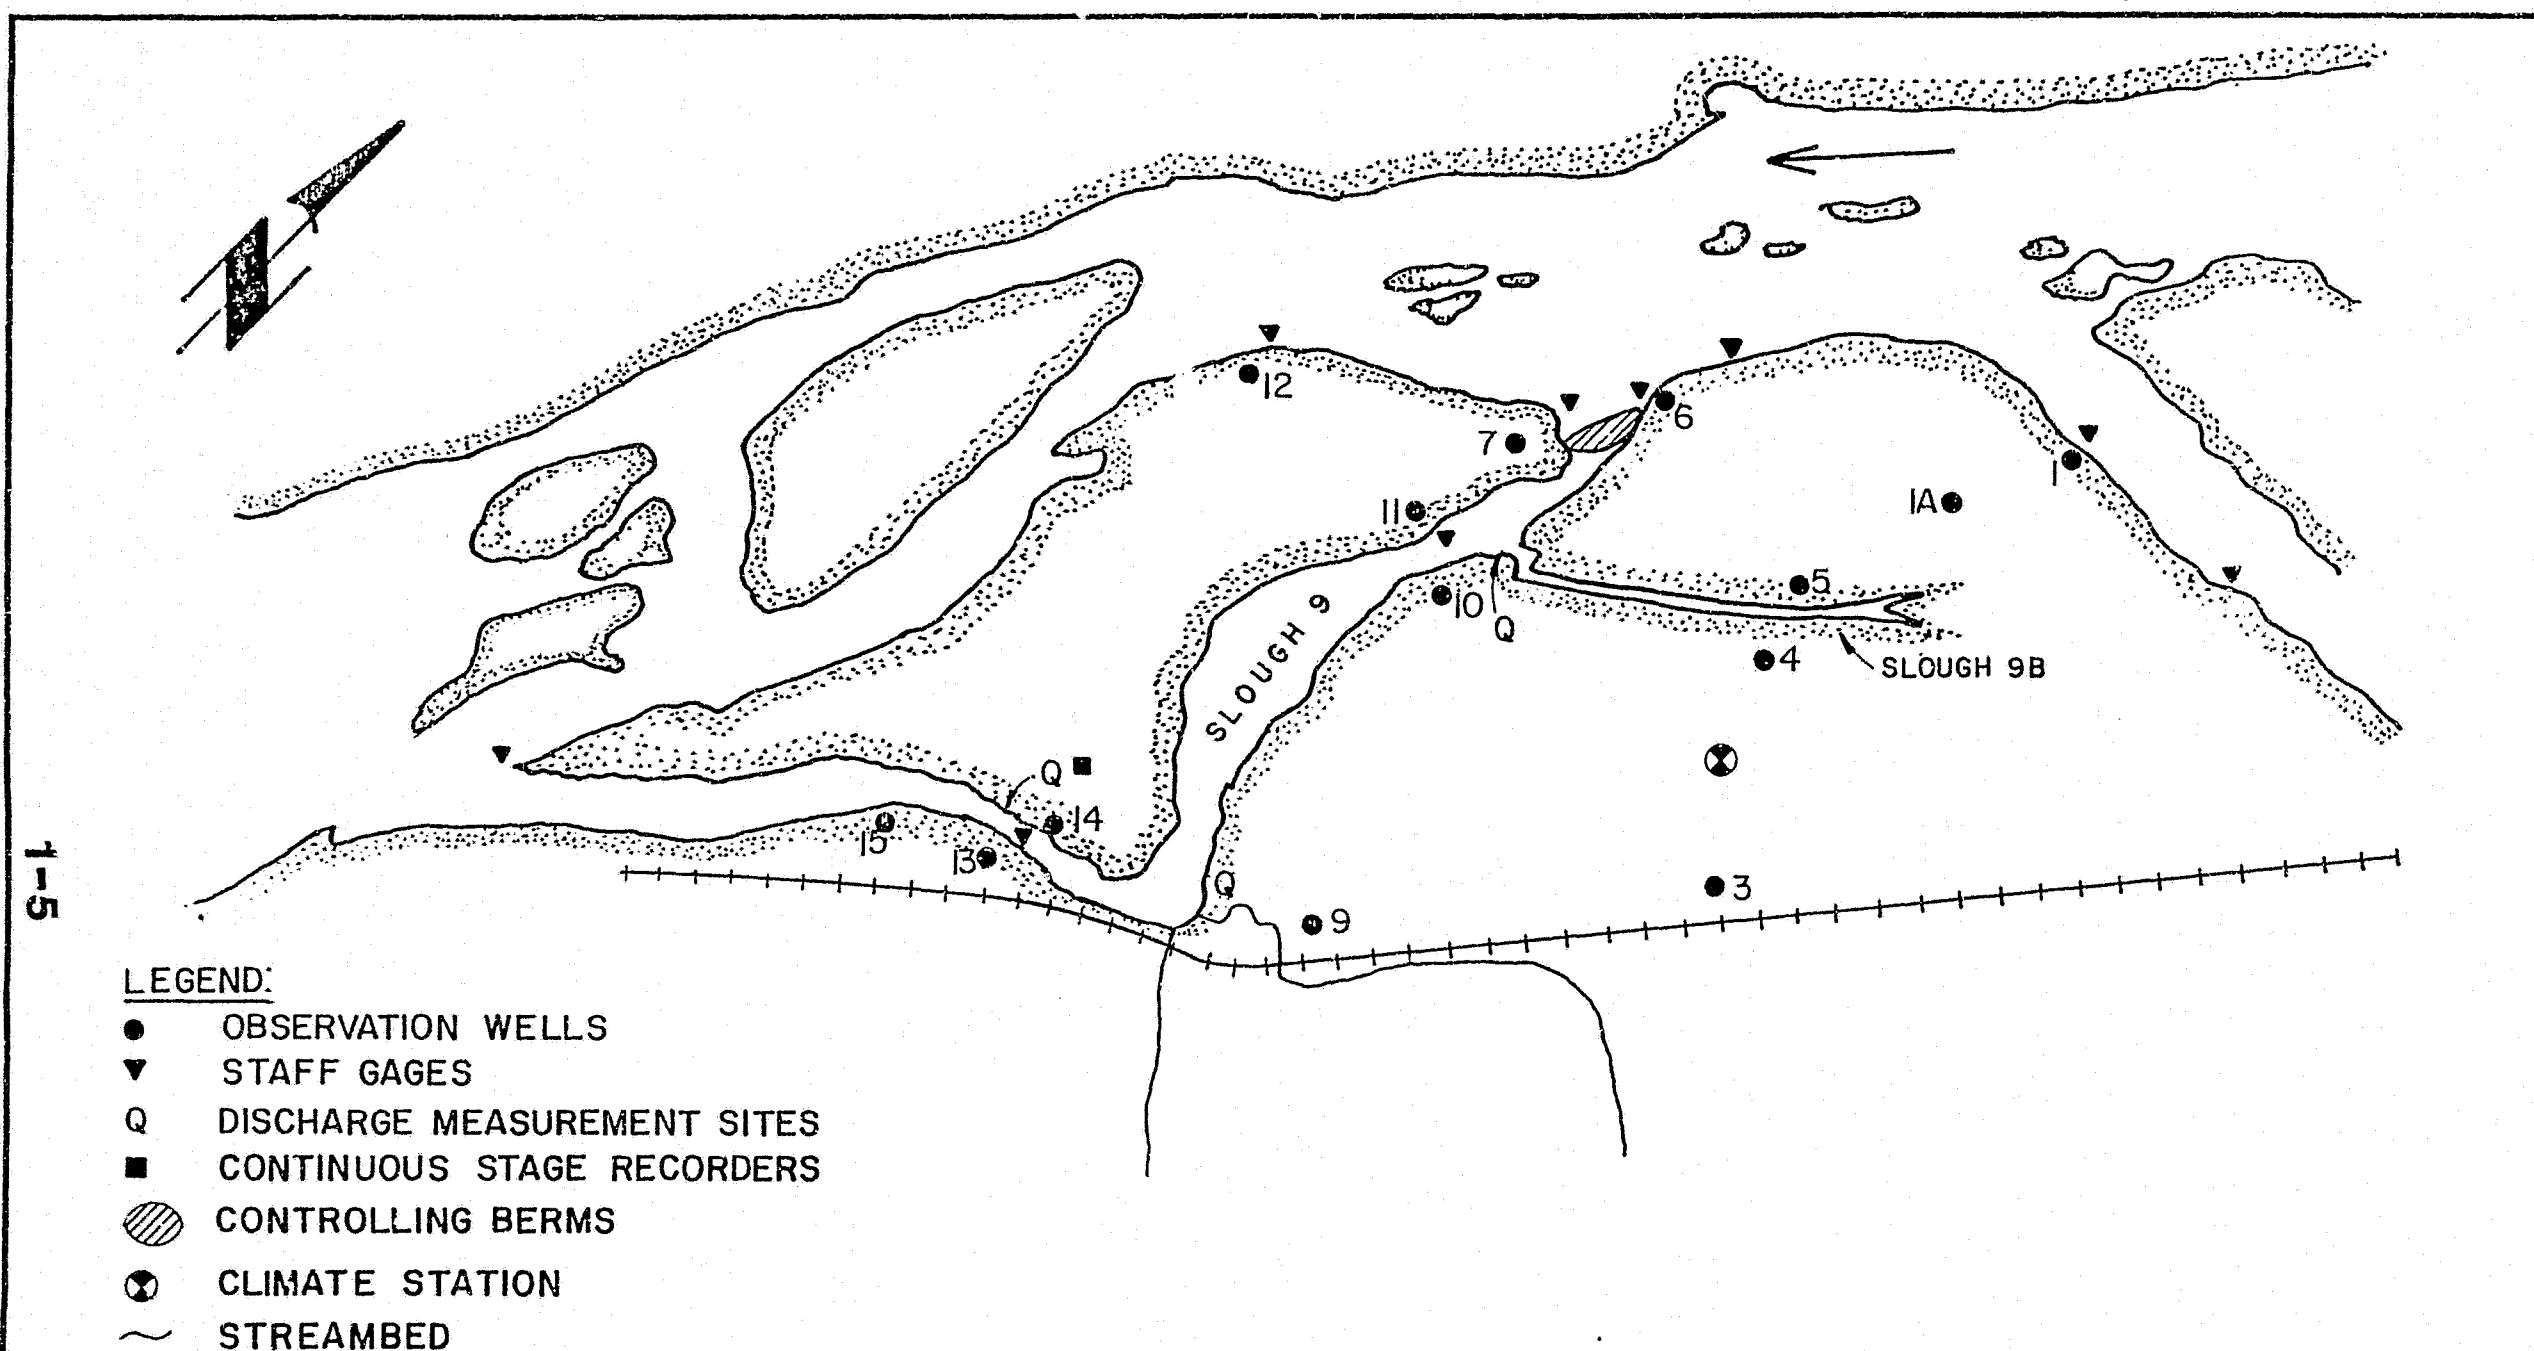 N
12
6
7
1
1A
11
5
10
Q
SLOUGH 9
4
SLOUGH 9B
Q
14
15
13
Q
3
9
1-5
LEGEND:
OBSERVATION WELLS
STAFF GAGES
Q DISCHARGE MEASUREMENT SITES
CONTINUOUS STAGE RECORDERS
CONTROLLING BERMS
CLIMATE STATION
STREAMBED